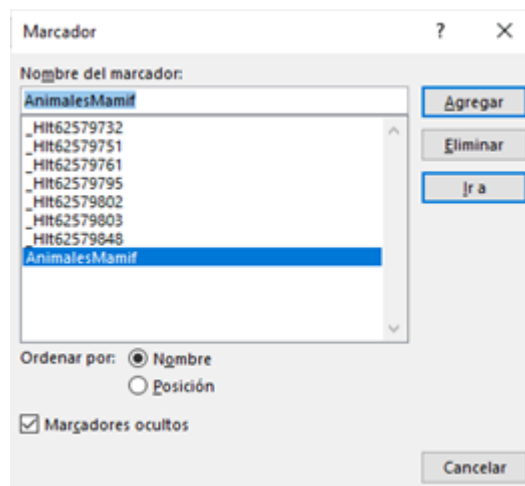 Marcador ? ×
Nombre del marcador:
AnimalesMamif
Agregar
_Hlt62579732
_Hlt62579751
_Hlt62579761
_Hlt62579795
_Hlt62579802
_Hlt62579803
_Hlt62579848
AnimalesMamif
Eliminar
Ir a
Ordenar por: Nombre
Posición
Marcadores ocultos
Cancelar